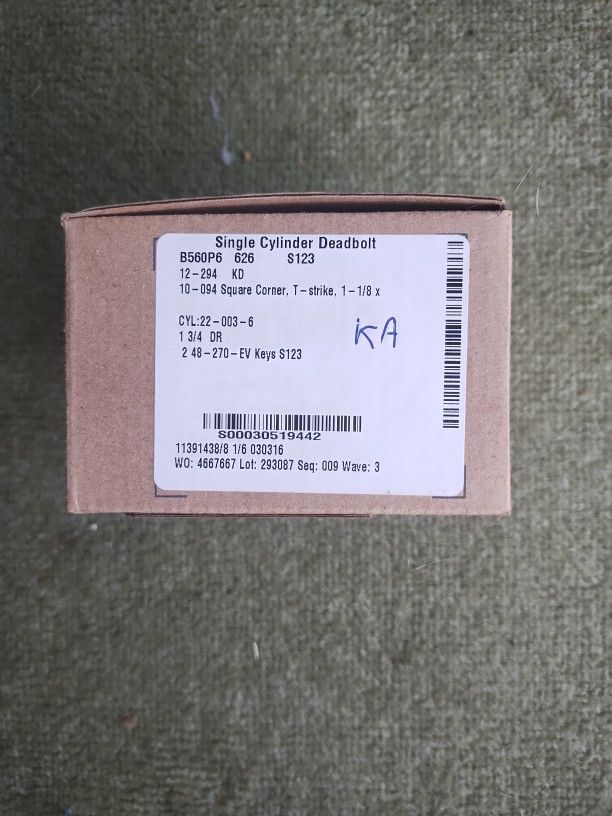 Single Cylinder Deadbolt
B560P6 626 S123
12-294 KD
10-094 Square Corner, T-strike, 1-1/8 x
CYL:22-003-6
KA
1 3/4 DR
2 48-270-EV Keys S123
S00030519442
11391438/8 1/6 030316
WO: 4667667 Lot: 293087 Seq: 009 Wave: 3